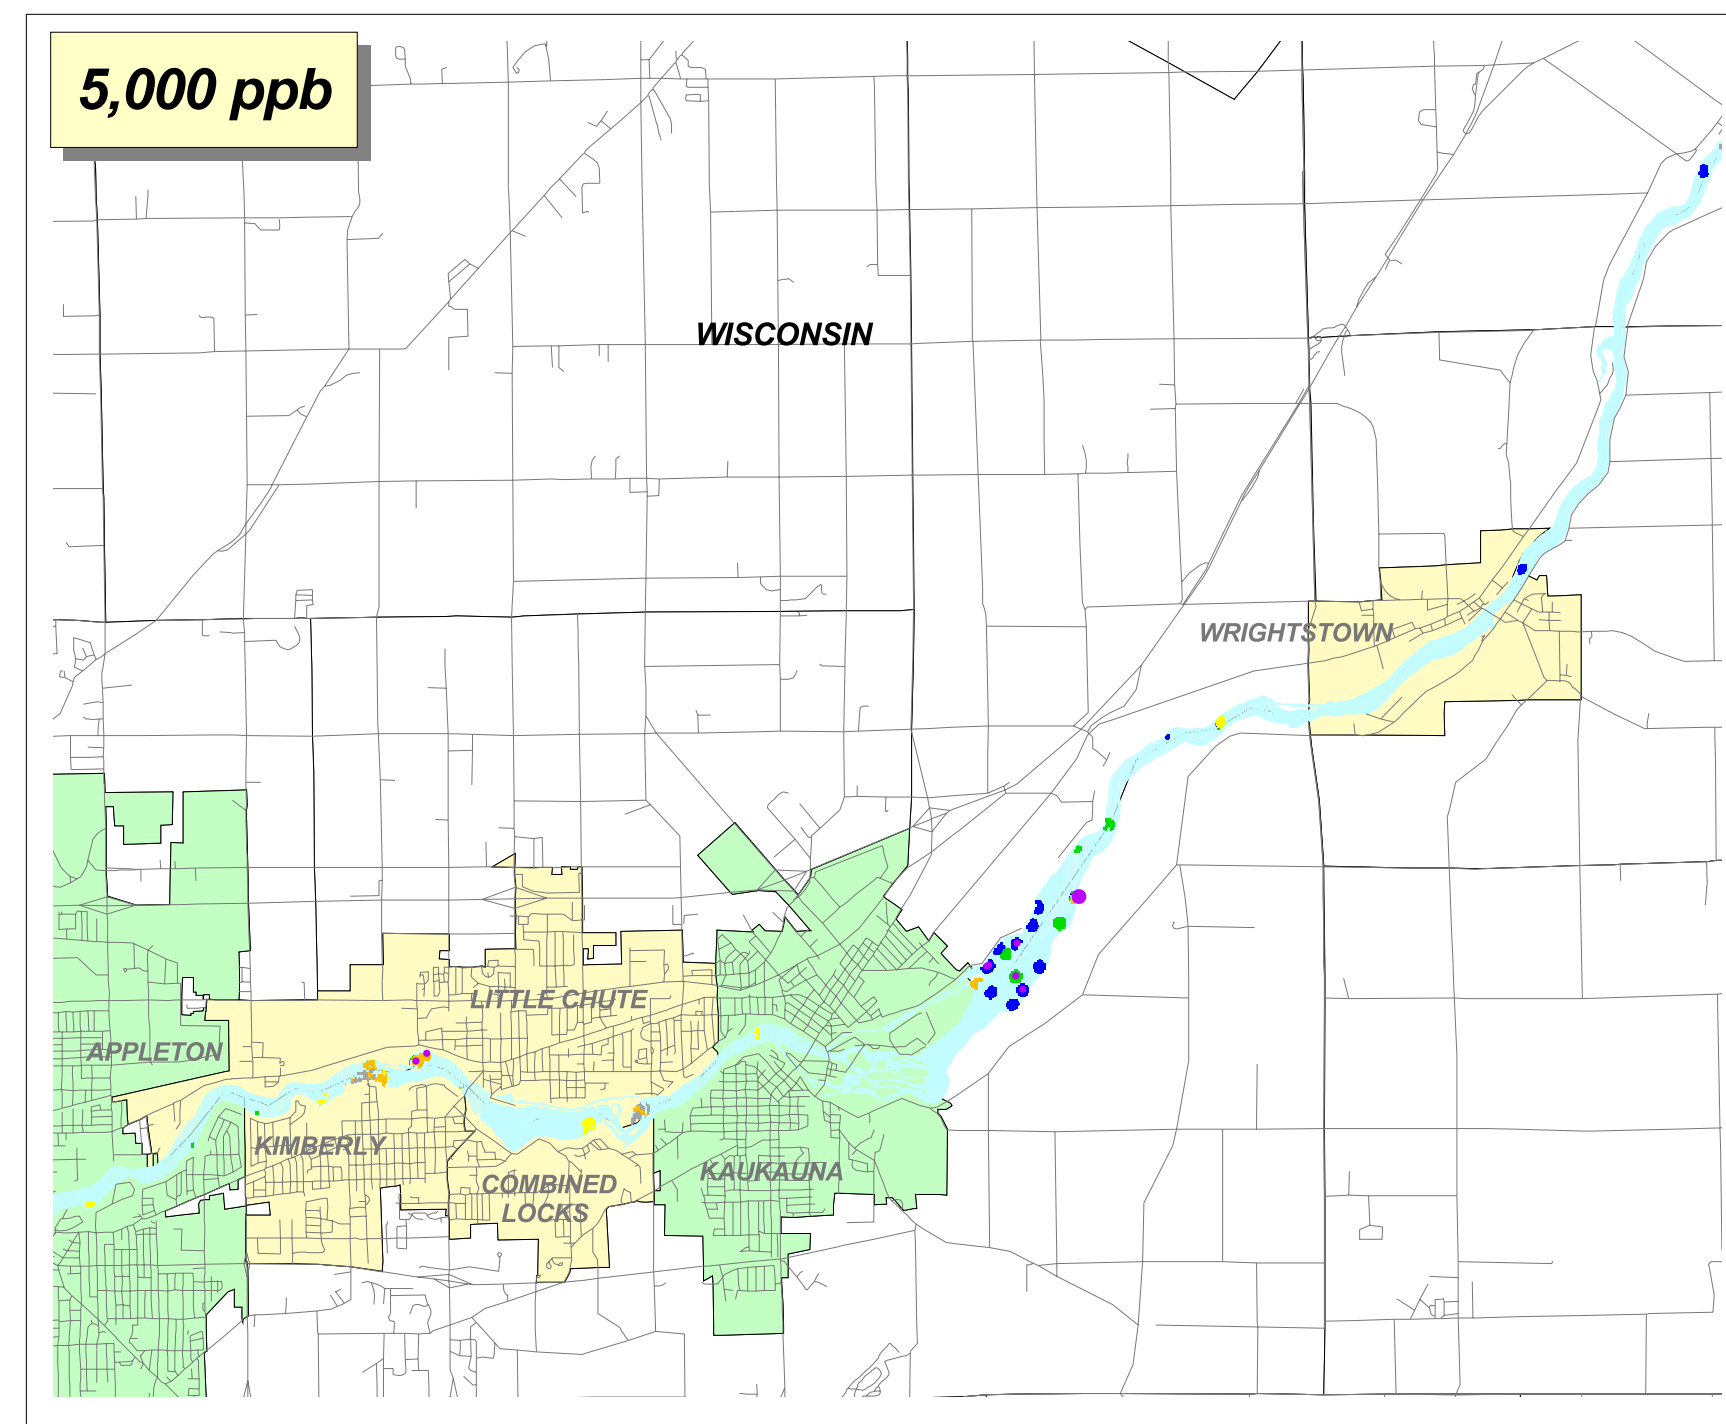 5,000 ppb
WISCONSIN
WRIGHTSTOWN
LITTLE CHUTE
APPLETON
KIMBERLY
COMBINED
LOCKS
KAUKAUNA